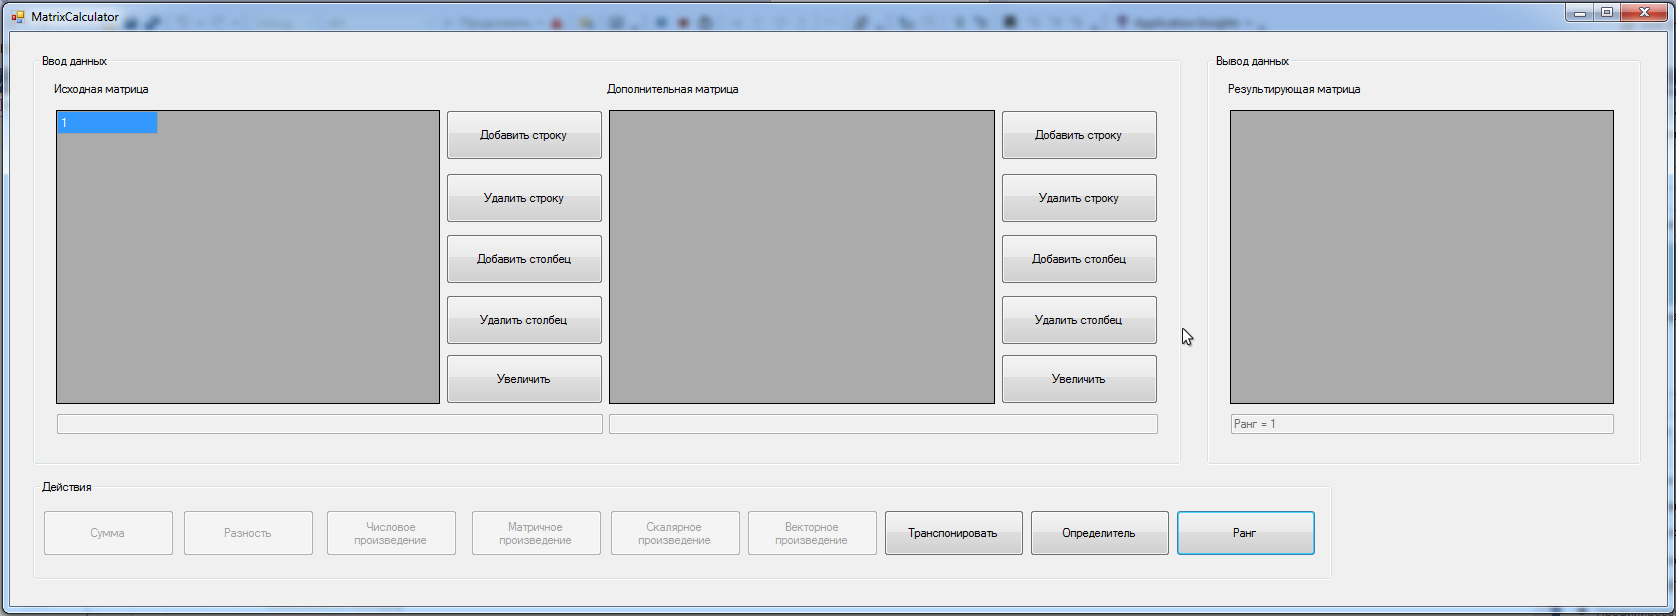 MatrixCalculator
Ввод данных
Исходная матрица
1
Добавить строку
Удалить строку
Добавить столбец
Удалить столбец
Увеличить
Дополнительная матрица
Добавить строку
Удалить строку
Добавить столбец
Удалить столбец
Увеличить
Вывод данных
Результирующая матрица
Ранг = 1
Действия
Сумма
Разность
Числовое
произведение
Матричное
произведение
Скалярное
произведение
Векторное
произведение
Транспонировать
Определитель
Ранг